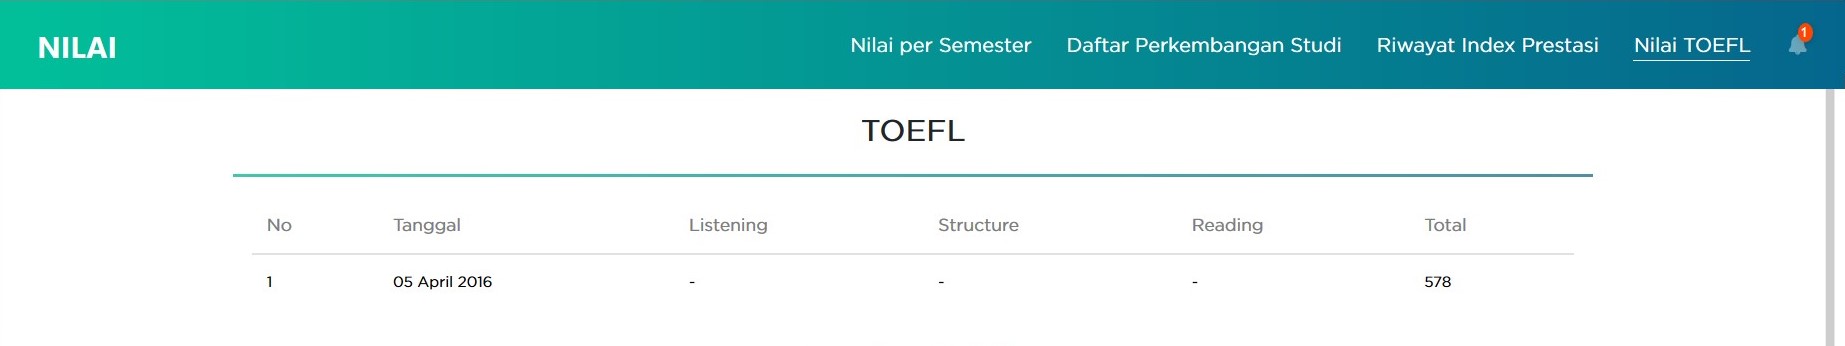 NILAI Nilai per Semester Daftar Perkembangan Studi Riwayat Index Prestasi Nilai TOEFL 1
TOEFL
No Tanggal Listening Structure Reading Total
1 05 April 2016 - - - 578